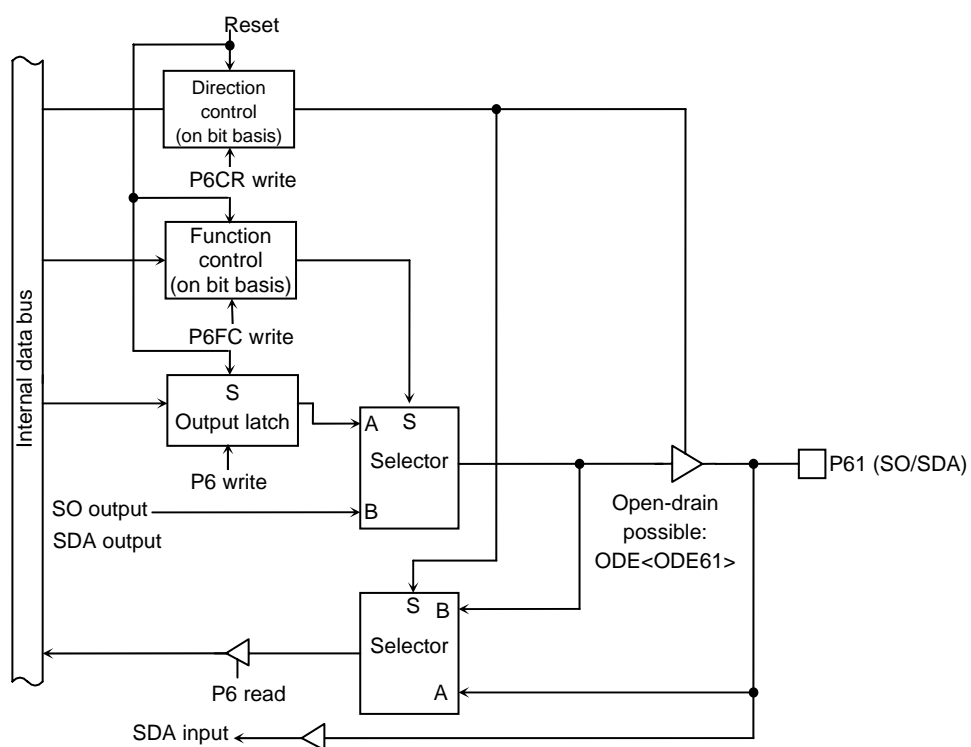 Reset
Direction
control
(on bit basis)
P6CR write
Function
control
(on bit basis)
P6FC write
Internal data bus
S
Output latch
A
S
Selector
B
P6 write
SO output
SDA output
P61 (SO/SDA)
Open-drain
possible:
ODE<ODE61>
S
B
Selector
A
P6 read
SDA input